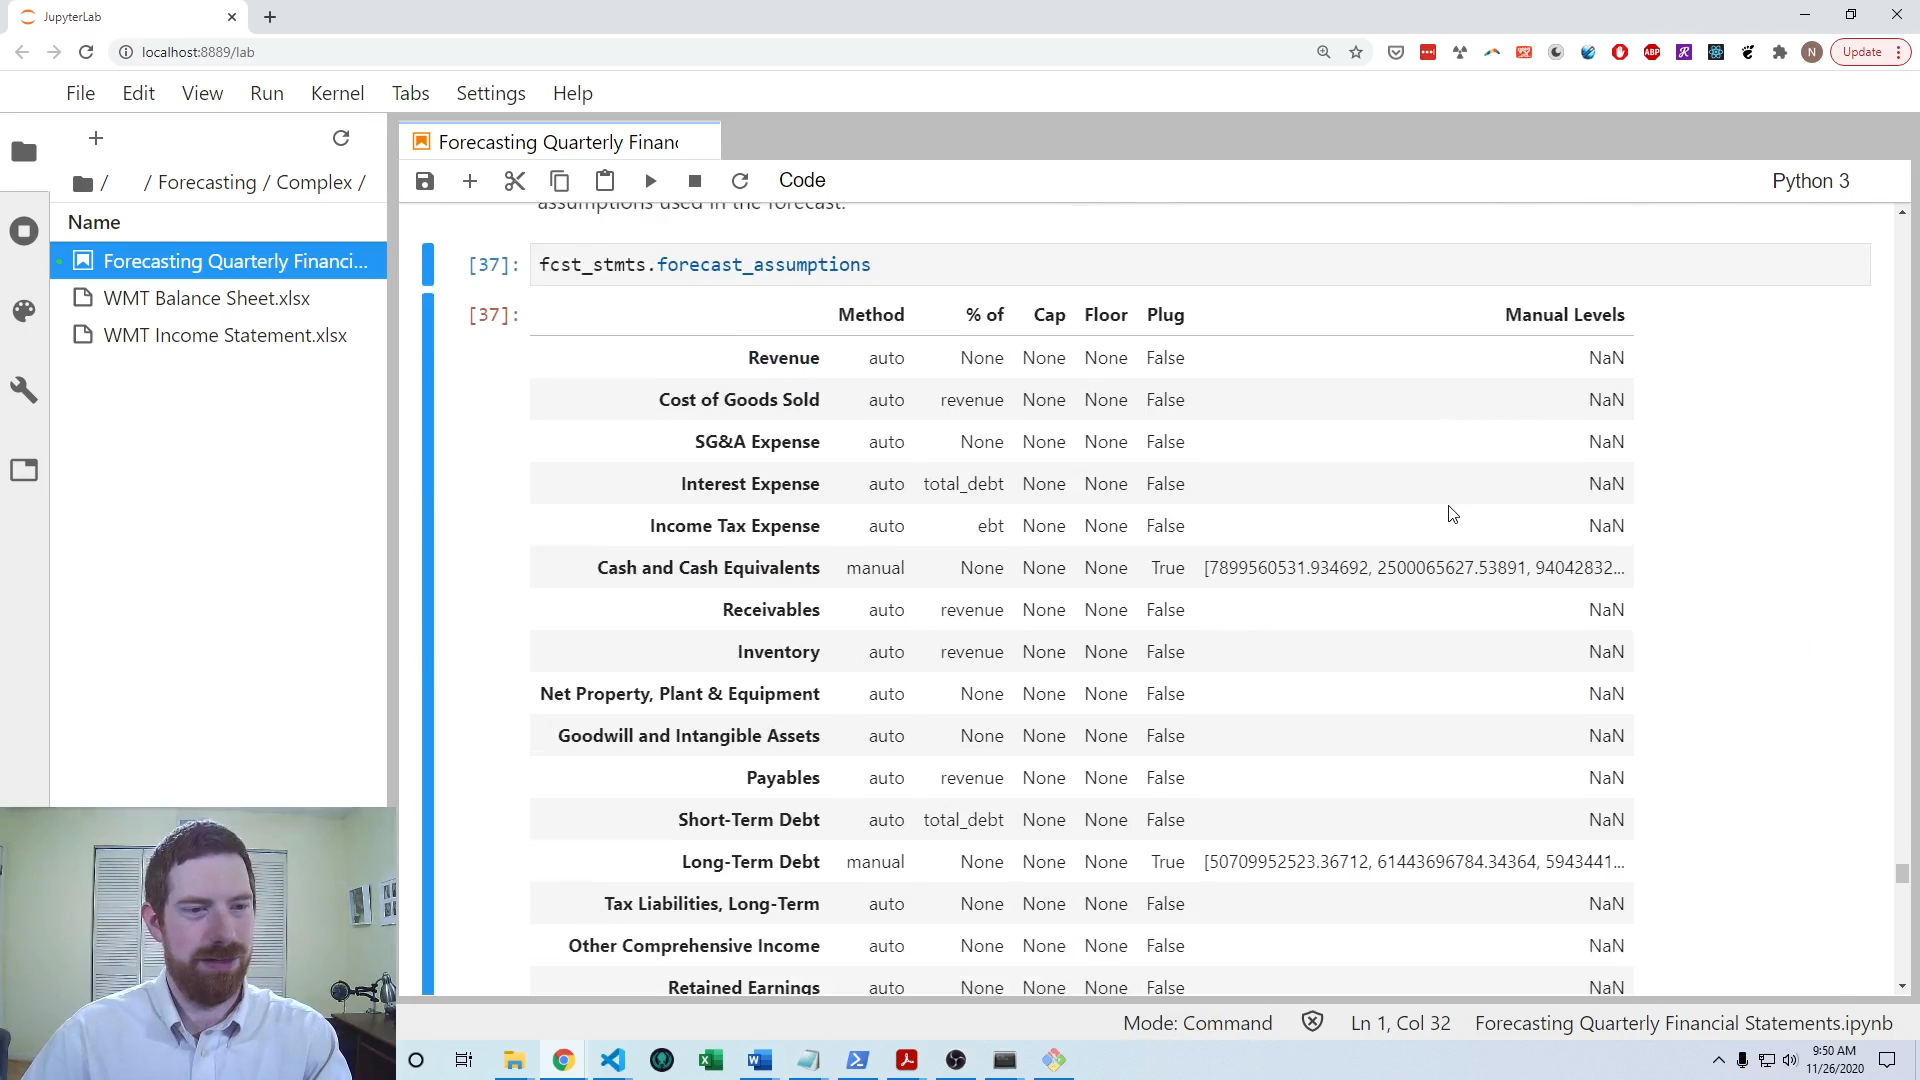 JupyterLab
localhost:8889/lab
N
Update
ABP
File Edit View Run Kernel Tabs Settings Help
/ / Forecasting / Complex /
Name
Forecasting Quarterly Financi...
WMT Balance Sheet.xlsx
WMT Income Statement.xlsx
Forecasting Quarterly Finan
Code
Python 3
assumptions used in the forecast.
[37]: fcst_stmts.forecast_assumptions
[37]: Method % of Cap Floor Plug Manual Levels
Revenue auto None None None False NaN
Cost of Goods Sold auto revenue None None False NaN
SG&A Expense auto None None None False NaN
Interest Expense auto total_debt None None False NaN
Income Tax Expense auto ebt None None False NaN
Cash and Cash Equivalents manual None None None True [7899560531.934692, 2500065627.53891, 94042832...
Receivables auto revenue None None False NaN
Inventory auto revenue None None False NaN
Net Property, Plant & Equipment auto None None None False NaN
Goodwill and Intangible Assets auto None None None False NaN
Payables auto revenue None None False NaN
Short-Term Debt auto total_debt None None False NaN
Long-Term Debt manual None None None True [50709952523.36712, 61443696784.34364, 5943441...
Tax Liabilities, Long-Term auto None None None False NaN
Other Comprehensive Income auto None None None False NaN
Retained Earnings auto None None None False NaN
Mode: Command Ln 1, Col 32 Forecasting Quarterly Financial Statements.ipynb
9:50 AM
11/26/2020